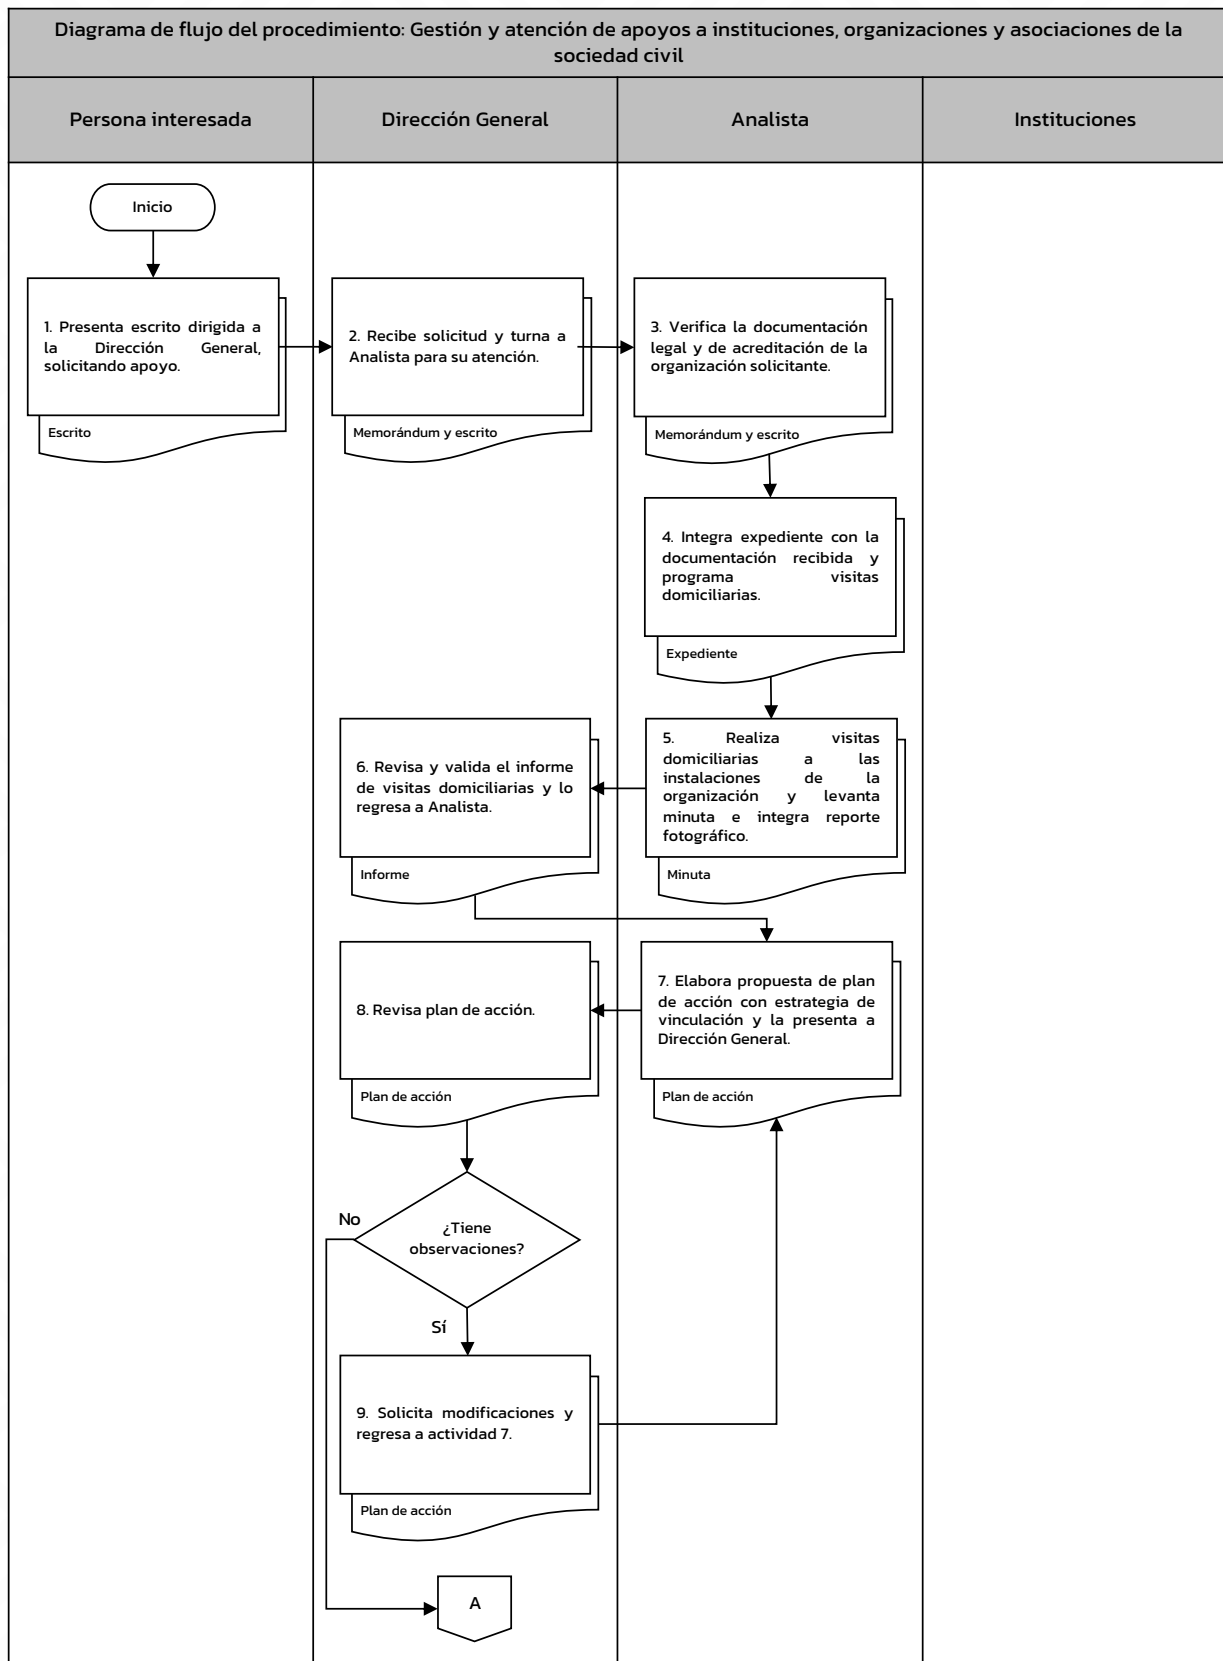 Diagrama de flujo del procedimiento: Gestión y atención de apoyos a instituciones, organizaciones y asociaciones de la
sociedad civil
Persona interesada
Dirección General
Analista
Instituciones
Inicio
1. Presenta escrito dirigida a
la Dirección General,
solicitando apoyo.
Escrito
2. Recibe solicitud y turna a
Analista para su atención.
Memorándum y escrito
3. Verifica la documentación
legal y de acreditación de la
organización solicitante.
Memorándum y escrito
4. Integra expediente con la
documentación recibida y
programa visitas
domiciliarias.
Expediente
5. Realiza visitas
domiciliarias a las
instalaciones de la
organización y levanta
minuta e integra reporte
fotográfico.
Minuta
6. Revisa y valida el informe
de visitas domiciliarias y lo
regresa a Analista.
Informe
7. Elabora propuesta de plan
de acción con estrategia de
vinculación y la presenta a
Dirección General.
Plan de acción
8. Revisa plan de acción.
Plan de acción
¿Tiene
observaciones?
No
Sí
9. Solicita modificaciones y
regresa a actividad 7.
Plan de acción
A